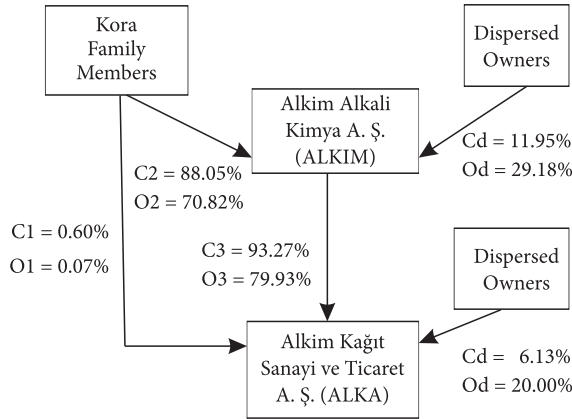 Kora
Family
Members
Dispersed
Owners
Alkim Alkali
Kimya A. Ş.
(ALKIM)
Cd = 11.95%
Od = 29.18%
C2 = 88.05%
O2 = 70.82%
C1 = 0.60%
O1 = 0.07%
C3 = 93.27%
O3 = 79.93%
Dispersed
Owners
Alkim Kağıt
Sanayi ve Ticaret
A. Ş. (ALKA)
Cd = 6.13%
Od = 20.00%